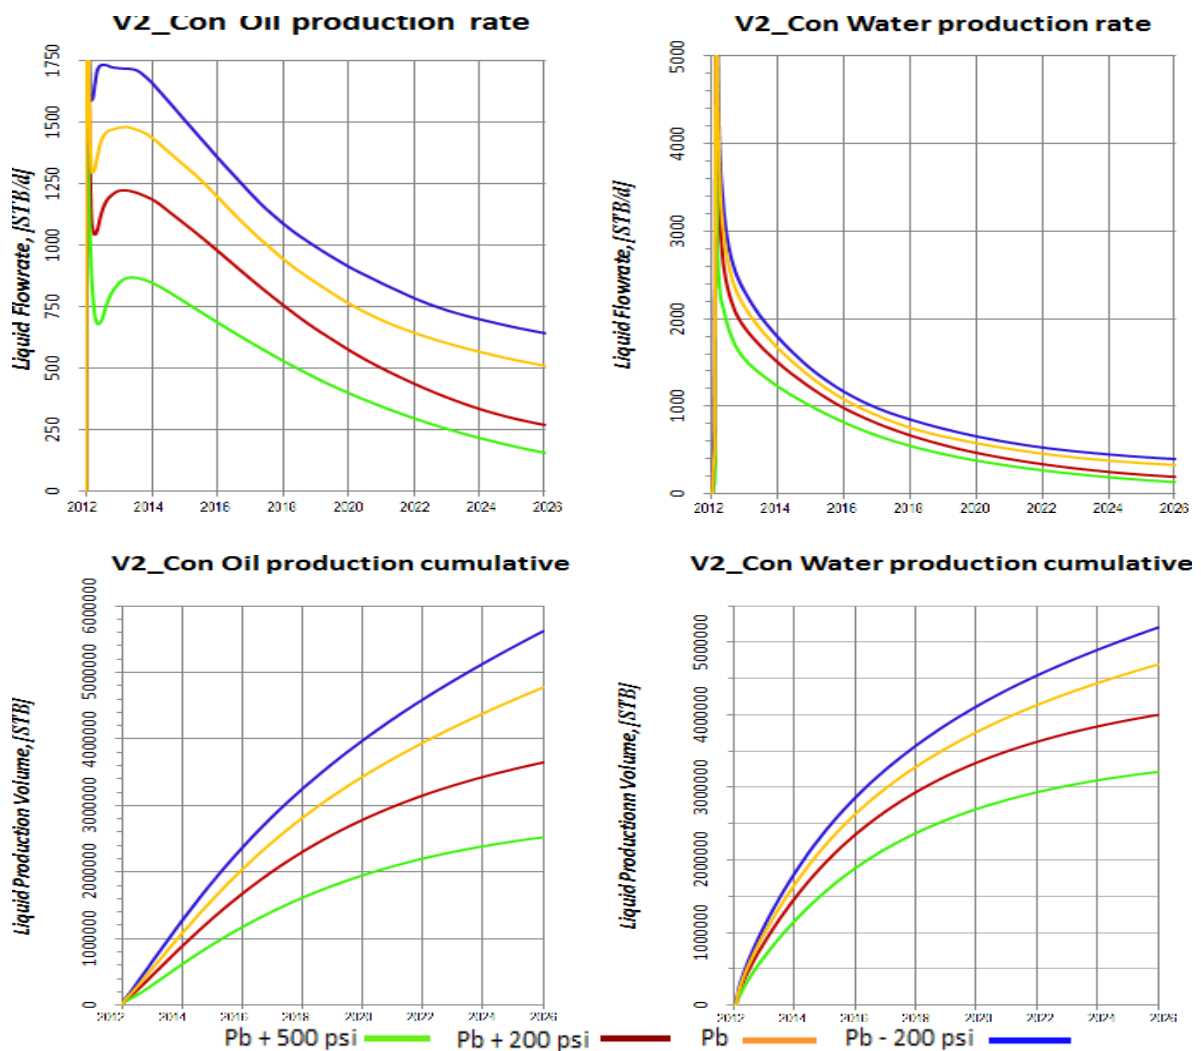 V2_Con Oil production rate
Liquid Flowrate, [STB/d]
1750
1500
1250
1000
750
500
250
0
2012 2014 2016 2018 2020 2022 2024 2026
V2_Con Water production rate
Liquid Flowrate, [STB/d]
5000
4000
3000
2000
1000
0
2012 2014 2016 2018 2020 2022 2024 2026
V2_Con Oil production cumulative
Liquid Production Volume, [STB]
6000000
5000000
4000000
3000000
2000000
1000000
0
2012 2014 2016 2018 2020 2022 2024 2026
V2_Con Water production cumulative
Liquid Productiom Volume, [STB]
5000000
4000000
3000000
2000000
1000000
0
2012 2014 2016 2018 2020 2022 2024 2026
Pb + 500 psi Pb + 200 psi Pb Pb - 200 psi